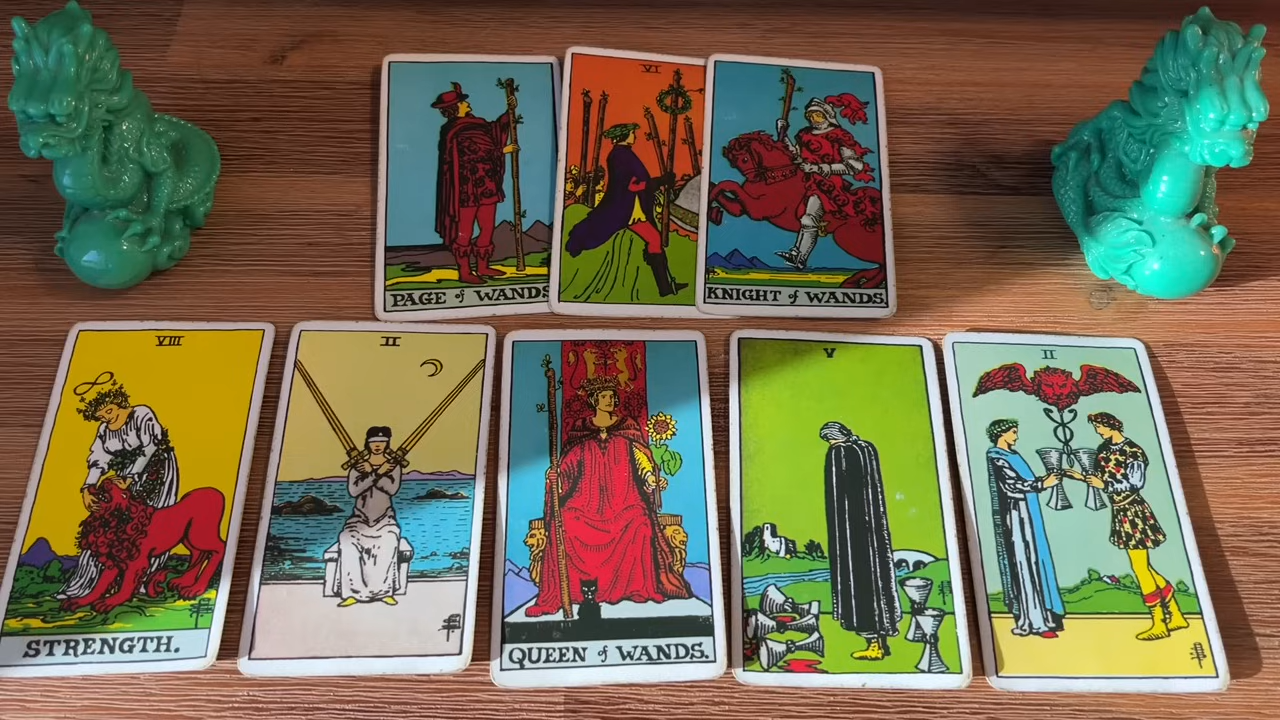 PAGE of WANDS
VI
KNIGHT of WANDS.
VIII
STRENGTH.
II
QUEEN of WANDS.
V
II